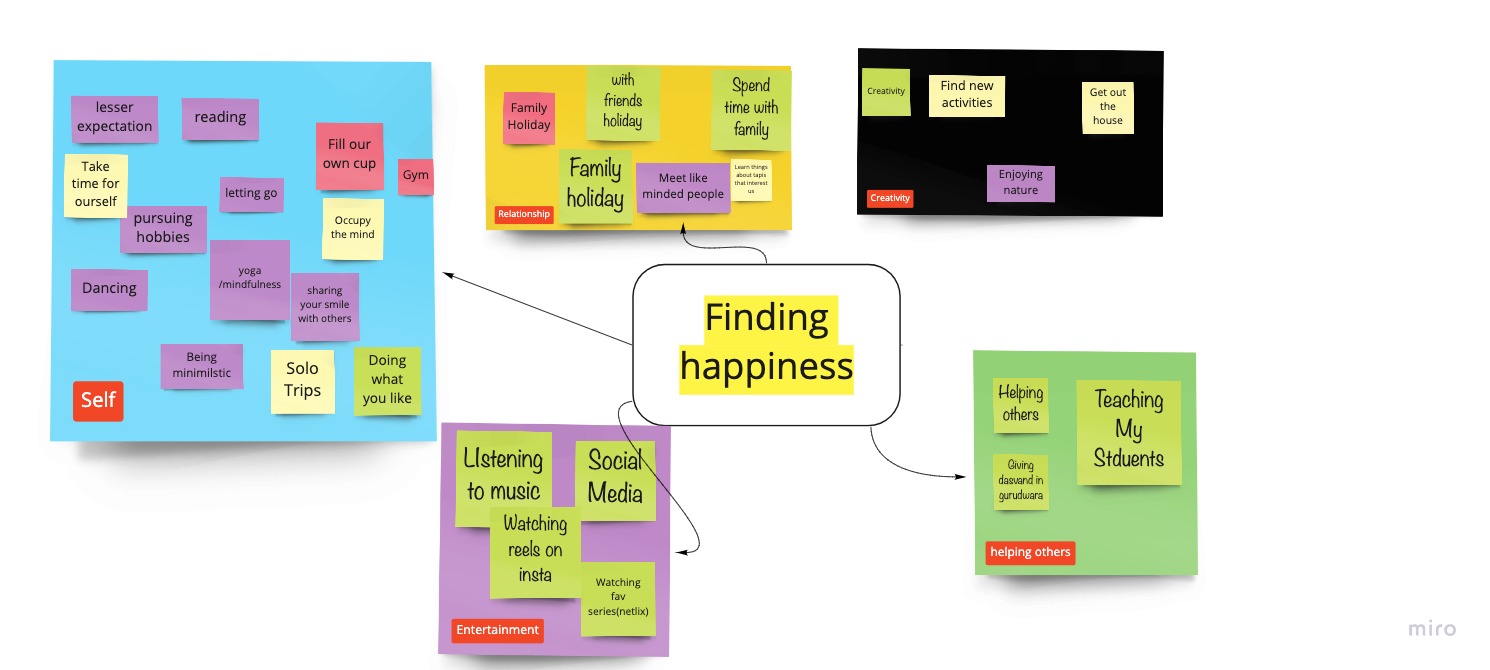 lesser
expectation
reading
Fill our
own cup
Take
time for
ourself
Gym
letting go
pursuing
hobbies
Occupy
the mind
yoga
/mindfulness
Dancing
sharing
your smile
with others
Being
minimilstic
Solo
Trips
Doing
what
you like
Self
Family
Holiday
with
friends
holiday
Spend
time with
family
Family
holiday
Meet like
minded people
Learn things
about tapis
that interest
us
Relationship
Creativity
Find new
activities
Get out
the
house
Enjoying
nature
Creativity
Finding
happiness
LIstening
to music
Social
Media
Watching
reels on
insta
Watching
fav
series(netlix)
Entertainment
Helping
others
Teaching
My
Stduents
Giving
dasvand in
gurudwara
helping others
miro